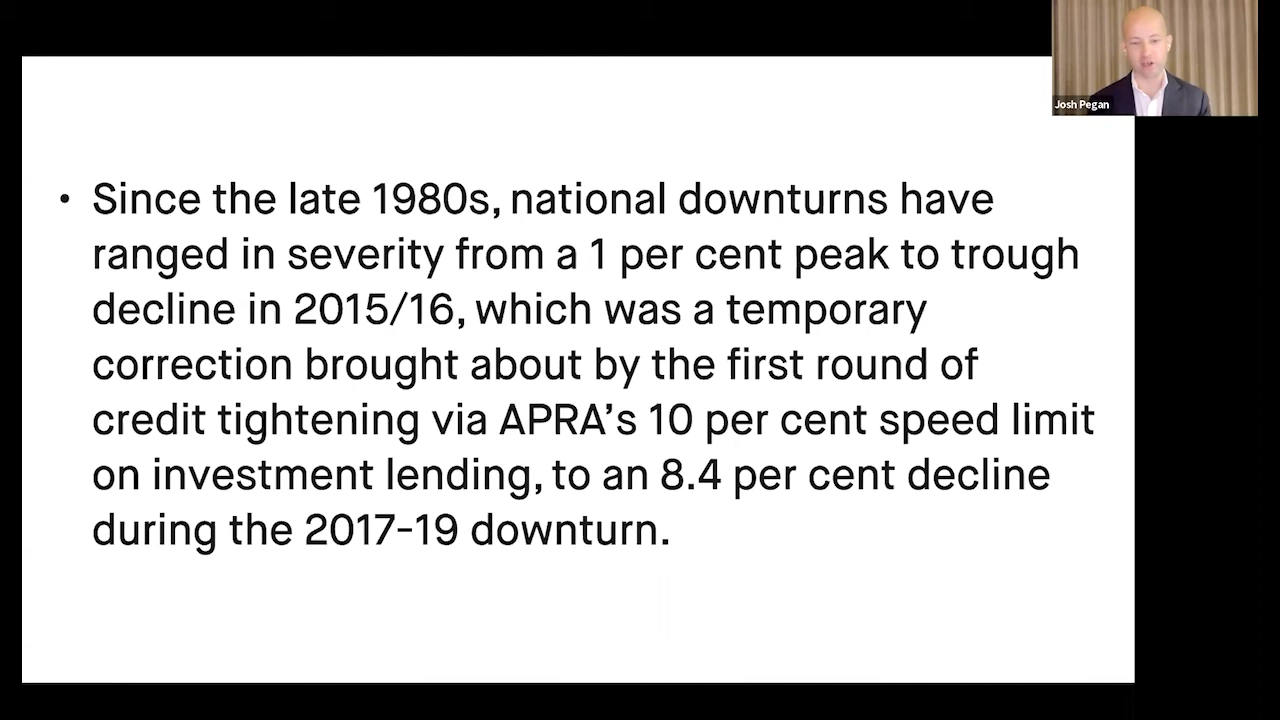 Josh Pegan
• Since the late 1980s, national downturns have
ranged in severity from a 1 per cent peak to trough
decline in 2015/16, which was a temporary
correction brought about by the first round of
credit tightening via APRA’s 10 per cent speed limit
on investment lending, to an 8.4 per cent decline
during the 2017-19 downturn.